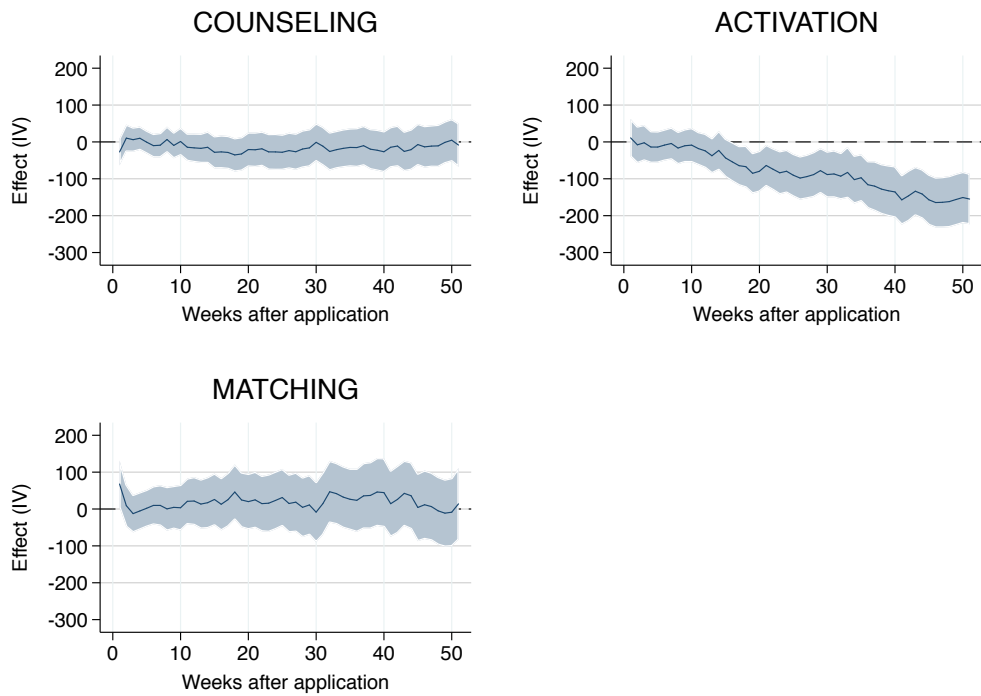 COUNSELING
200
100
0
-100
-200
-300
Effect (IV)
0 10 20 30 40 50
Weeks after application
ACTIVATION
200
100
0
-100
-200
-300
Effect (IV)
0 10 20 30 40 50
Weeks after application
MATCHING
200
100
0
-100
-200
-300
Effect (IV)
0 10 20 30 40 50
Weeks after application